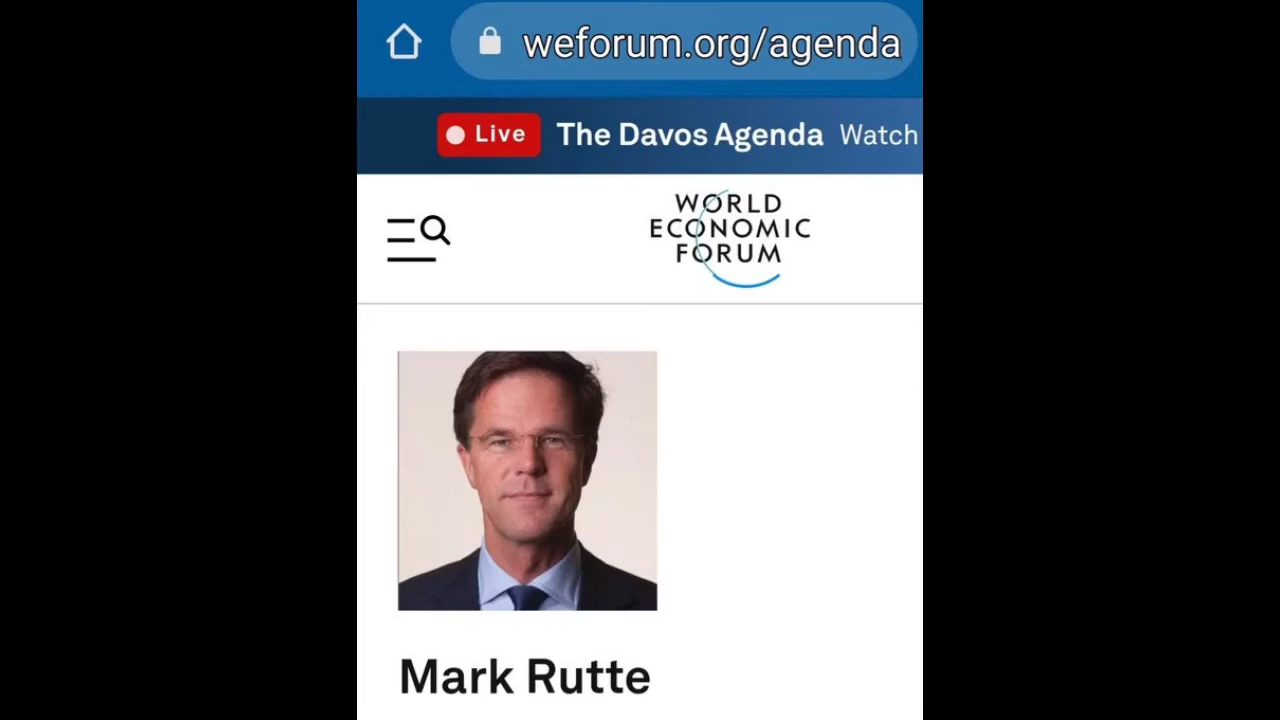 weforum.org/agenda
Live The Davos Agenda Watch
WORLD
ECONOMIC
FORUM
Mark Rutte